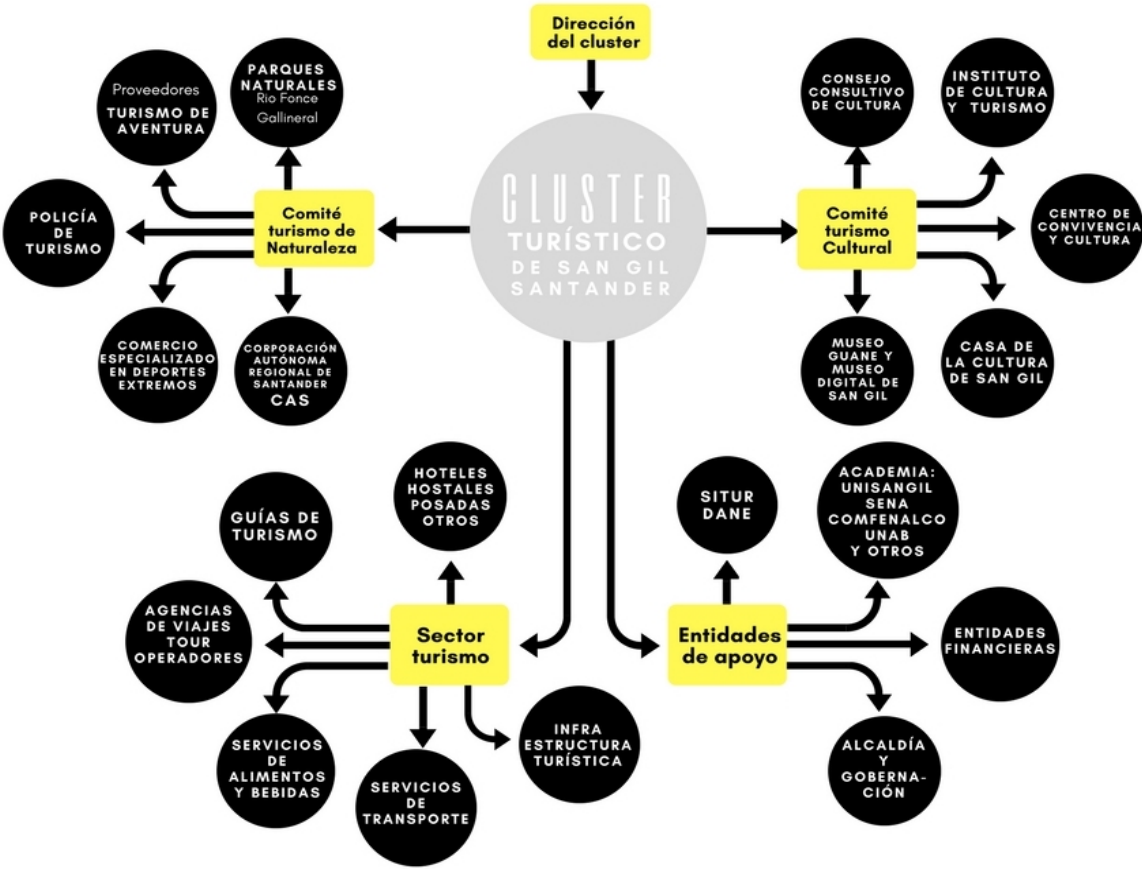 Dirección
del cluster
CLUSTER
TURÍSTICO
DE SAN GIL
SANTANDER
Comité
turismo de
Naturaleza
Proveedores
TURISMO DE
AVENTURA
PARQUES
NATURALES
Rio Fonce
Gallineral
POLICÍA
DE
TURISMO
COMERCIO
ESPECIALIZADO
EN DEPORTES
EXTREMOS
CORPORACIÓN
AUTÓNOMA
REGIONAL DE
SANTANDER
CAS
Comité
turismo
Cultural
CONSEJO
CONSULTIVO
DE CULTURA
INSTITUTO
DE CULTURA
Y TURISMO
CENTRO DE
CONVIVENCIA
Y CULTURA
MUSEO
GUANE Y
MUSEO
DIGITAL DE
SAN GIL
CASA DE
LA CULTURA
DE SAN GIL
Sector
turismo
HOTELES
HOSTALES
POSADAS
OTROS
GUÍAS DE
TURISMO
AGENCIAS
DE VIAJES
TOUR
OPERADORES
SERVICIOS
DE
ALIMENTOS
Y BEBIDAS
SERVICIOS
DE
TRANSPORTE
INFRA
ESTRUCTURA
TURÍSTICA
Entidades
de apoyo
SITUR
DANE
ACADEMIA:
UNISANGIL
SENA
COMFENALCO
UNAB
Y OTROS
ENTIDADES
FINANCIERAS
ALCALDÍA
Y
GOBERNA-
CIÓN